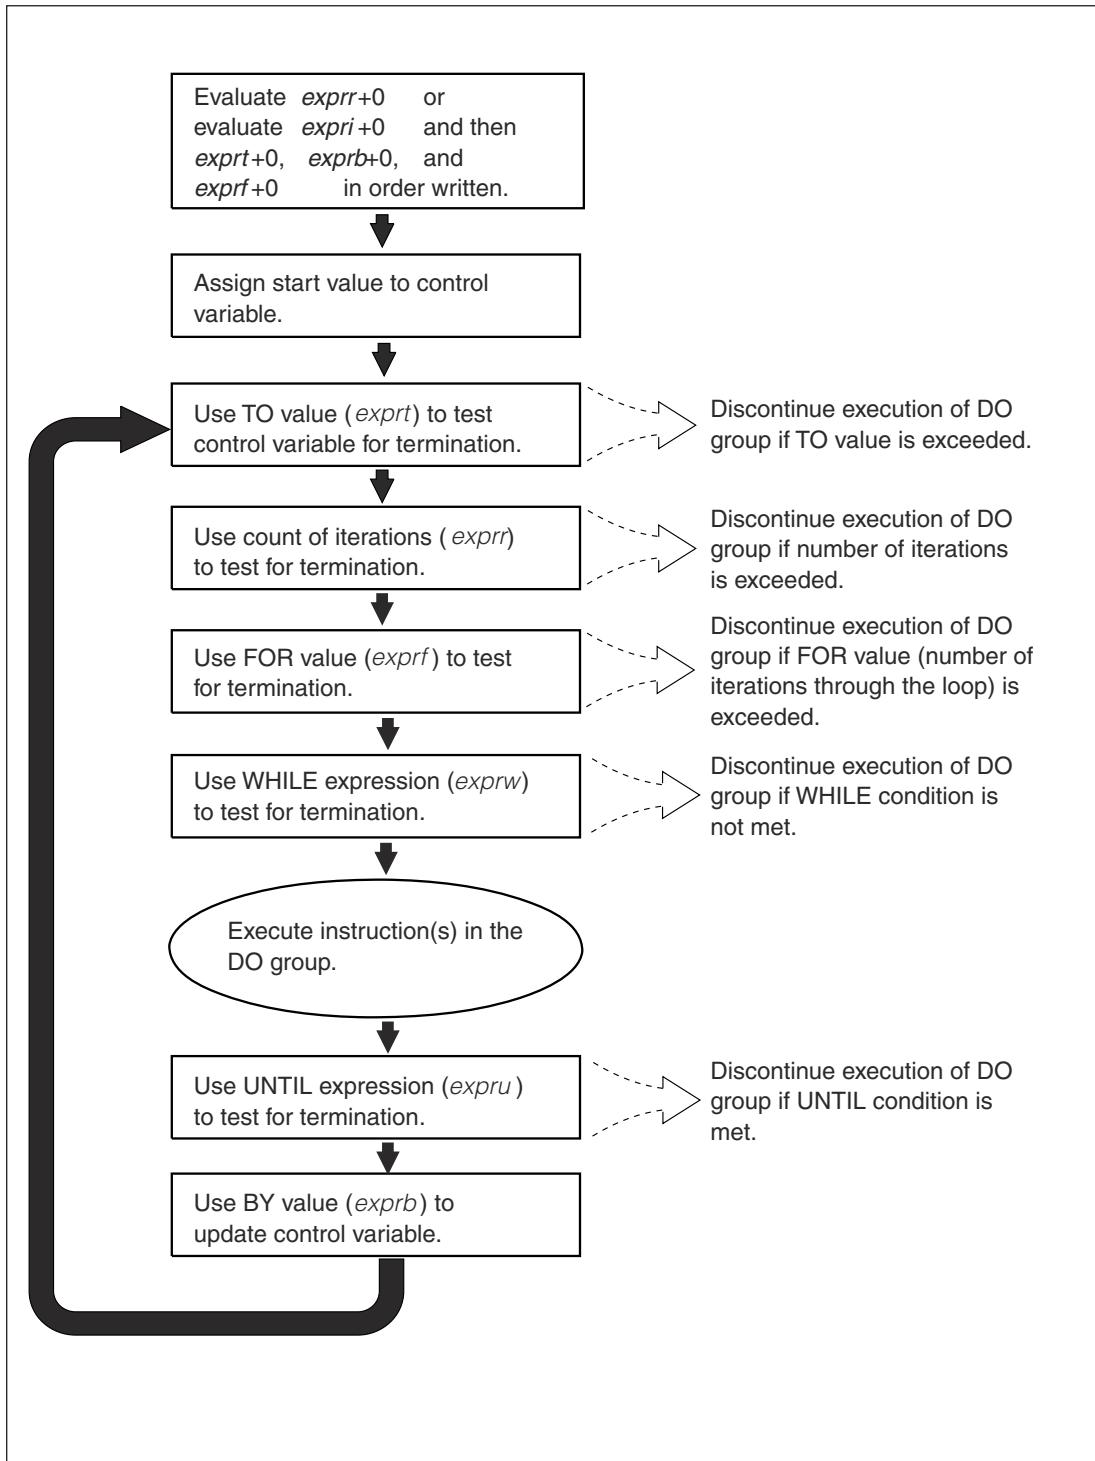 Evaluate exprr+0 or
evaluate expri+0 and then
exprt+0, exprb+0, and
exprf+0 in order written.
Assign start value to control
variable.
Use TO value (exprt) to test
control variable for termination.
Discontinue execution of DO
group if TO value is exceeded.
Use count of iterations (exprr)
to test for termination.
Discontinue execution of DO
group if number of iterations
is exceeded.
Use FOR value (exprf) to test
for termination.
Discontinue execution of DO
group if FOR value (number of
iterations through the loop) is
exceeded.
Use WHILE expression (exprw)
to test for termination.
Discontinue execution of DO
group if WHILE condition is
not met.
Execute instruction(s) in the
DO group.
Use UNTIL expression (expru)
to test for termination.
Discontinue execution of DO
group if UNTIL condition is
met.
Use BY value (exprb) to
update control variable.